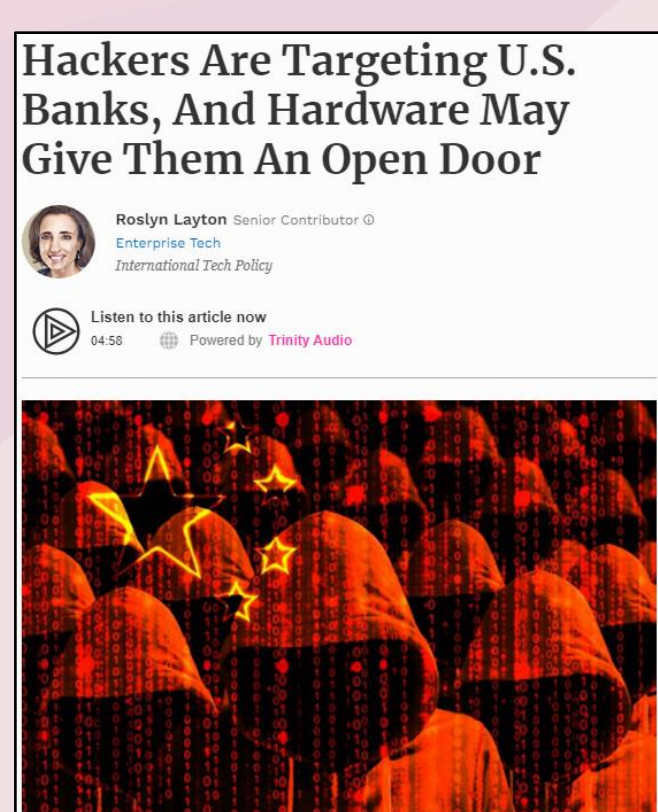 Hackers Are Targeting U.S.
Banks, And Hardware May
Give Them An Open Door
Roslyn Layton Senior Contributor
Enterprise Tech
International Tech Policy
Listen to this article now
04:58 Powered by Trinity Audio